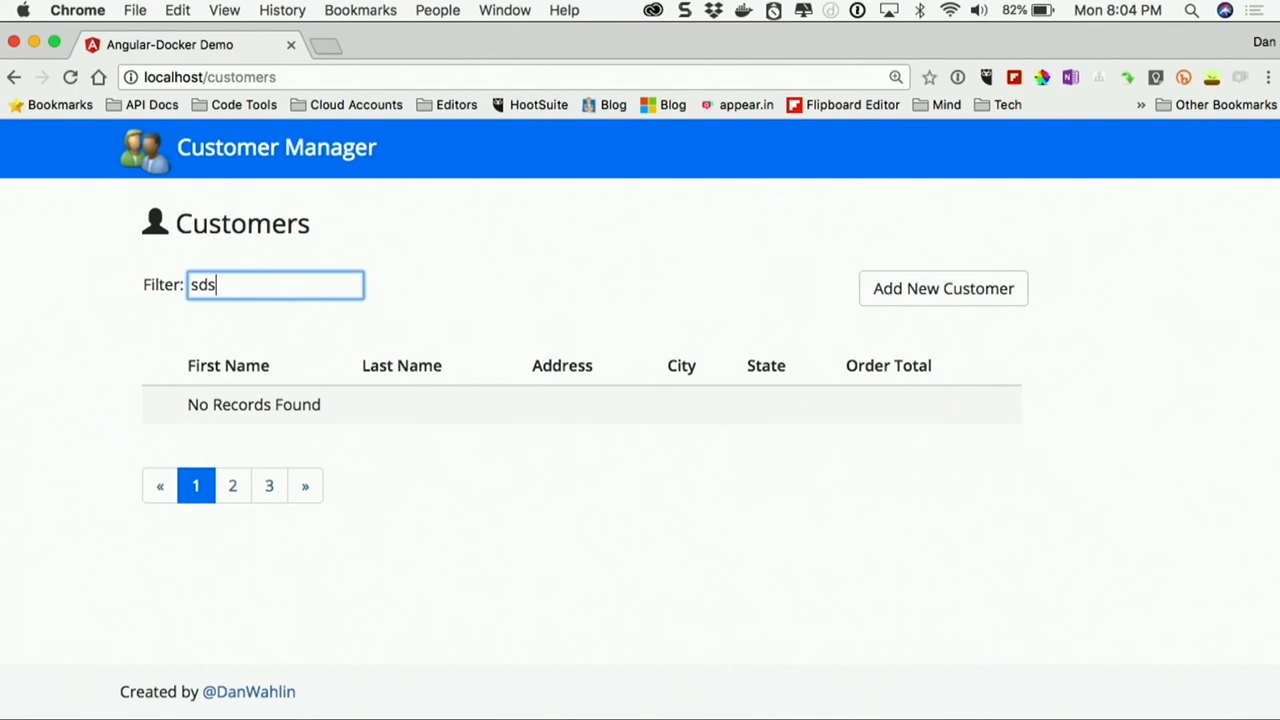 Chrome File Edit View History Bookmarks People Window Help 82% Mon 8:04 PM
Angular-Docker Demo Dan
localhost/customers
Bookmarks API Docs Code Tools Cloud Accounts Editors HootSuite Blog Blog appear.in Flipboard Editor Mind Tech » Other Bookmarks
Customer Manager
Customers
Filter: sds
Add New Customer
First Name Last Name Address City State Order Total
No Records Found
« 1 2 3 »
Created by @DanWahlin